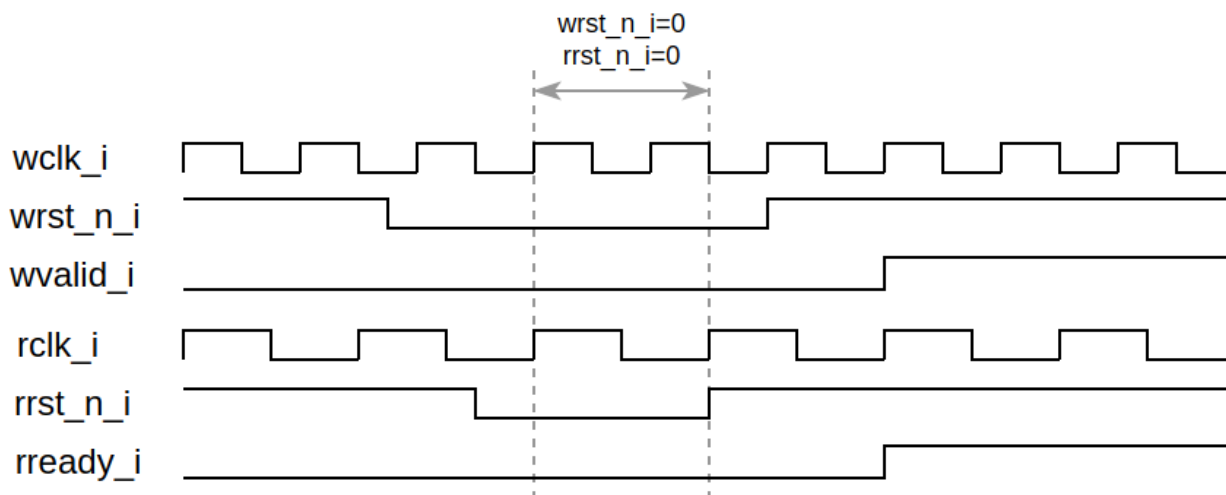 wrst_n_i=0
rrst_n_i=0
wclk_i
wrst_n_i
wvalid_i
rclk_i
rrst_n_i
rready_i